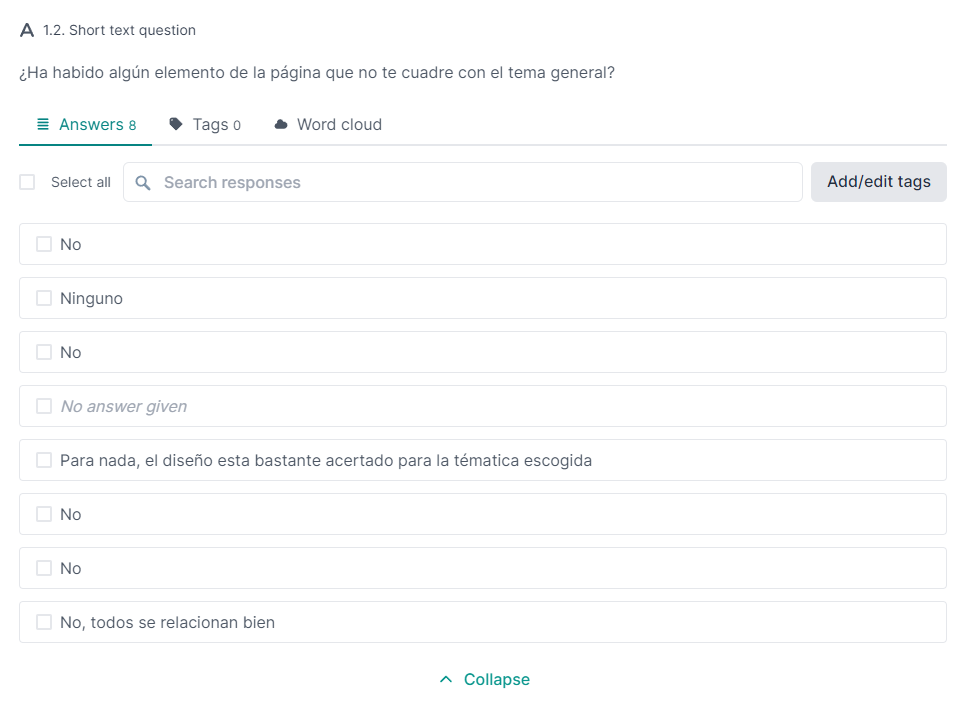 1.2. Short text question
¿Ha habido algún elemento de la página que no te cuadre con el tema general?
Answers 8 Tags 0 Word cloud
Select all Search responses Add/edit tags
No
Ninguno
No
No answer given
Para nada, el diseño esta bastante acertado para la tématica escogida
No
No
No, todos se relacionan bien
Collapse